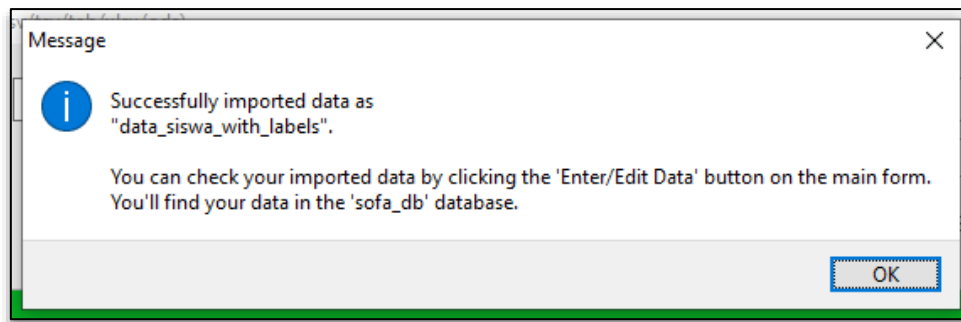 Message
Successfully imported data as
"data_siswa_with_labels".
You can check your imported data by clicking the 'Enter/Edit Data' button on the main form.
You'll find your data in the 'sofa_db' database.
OK